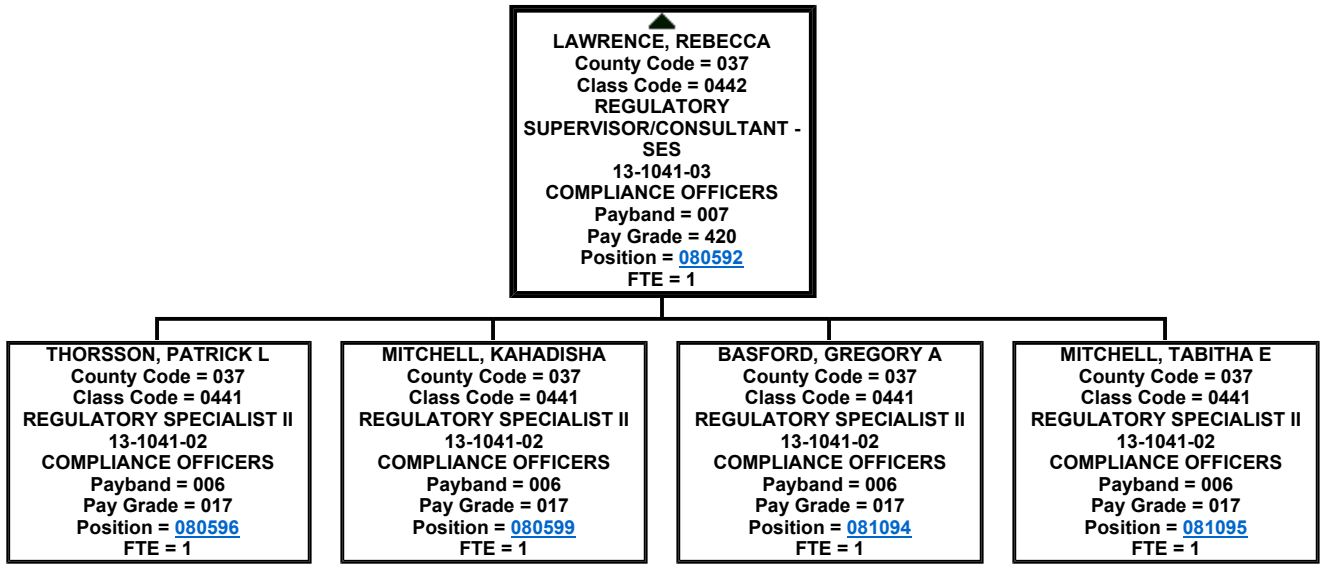 LAWRENCE, REBECCA
County Code = 037
Class Code = 0442
REGULATORY
SUPERVISOR/CONSULTANT -
SES
13-1041-03
COMPLIANCE OFFICERS
Payband = 007
Pay Grade = 420
Position = 080592
FTE = 1
THORSSON, PATRICK L
County Code = 037
Class Code = 0441
REGULATORY SPECIALIST II
13-1041-02
COMPLIANCE OFFICERS
Payband = 006
Pay Grade = 017
Position = 080596
FTE = 1
MITCHELL, KAHADISHA
County Code = 037
Class Code = 0441
REGULATORY SPECIALIST II
13-1041-02
COMPLIANCE OFFICERS
Payband = 006
Pay Grade = 017
Position = 080599
FTE = 1
BASFORD, GREGORY A
County Code = 037
Class Code = 0441
REGULATORY SPECIALIST II
13-1041-02
COMPLIANCE OFFICERS
Payband = 006
Pay Grade = 017
Position = 081094
FTE = 1
MITCHELL, TABITHA E
County Code = 037
Class Code = 0441
REGULATORY SPECIALIST II
13-1041-02
COMPLIANCE OFFICERS
Payband = 006
Pay Grade = 017
Position = 081095
FTE = 1